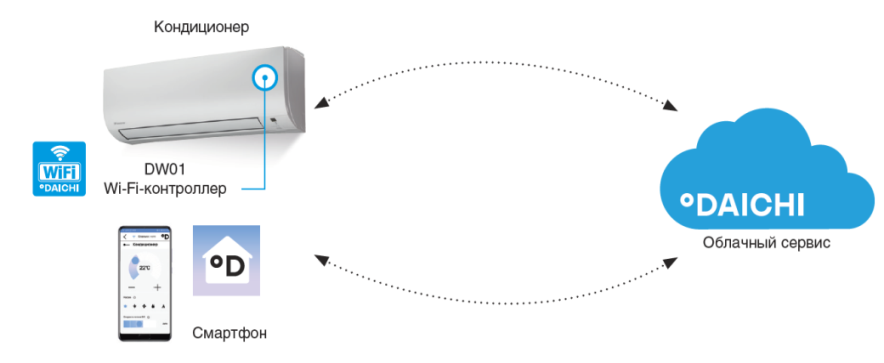 Кондиционер
WiFi
°DAICHI
DW01
Wi-Fi-контроллер
°DAICHI
Облачный сервис
22°C
°D
Смартфон